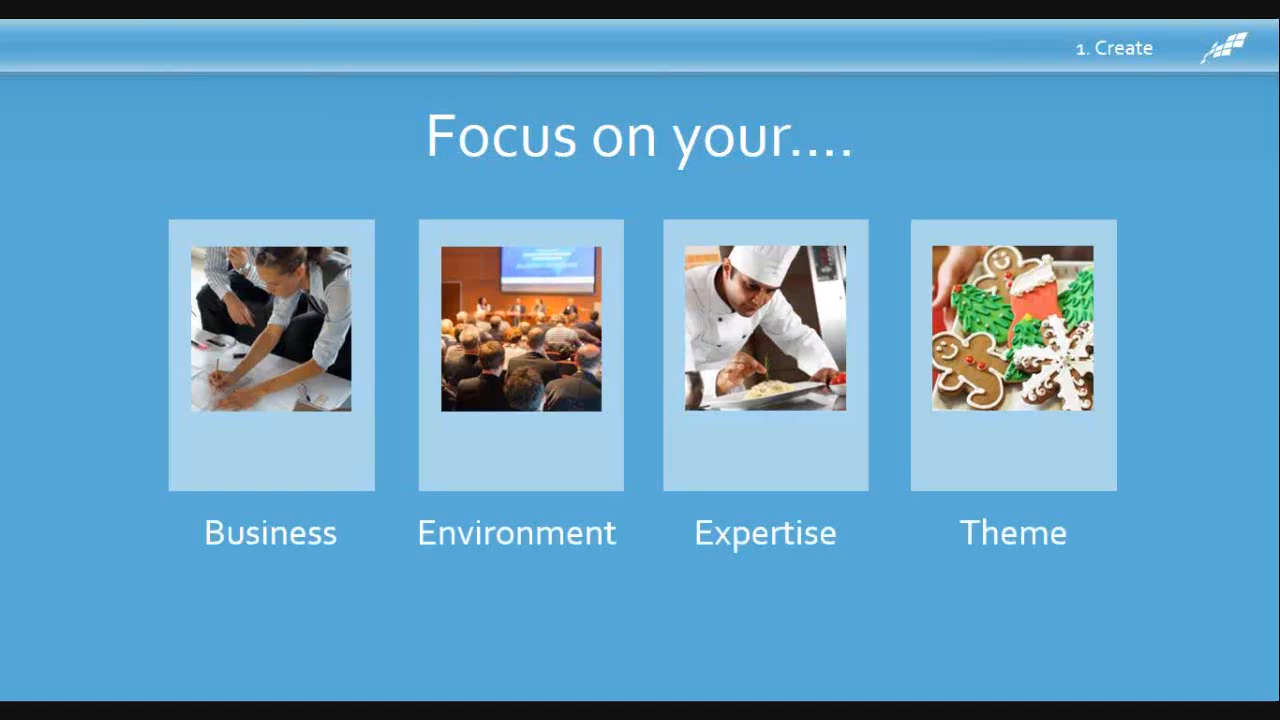 1. Create
Focus on your....
Business
Environment
Expertise
Theme